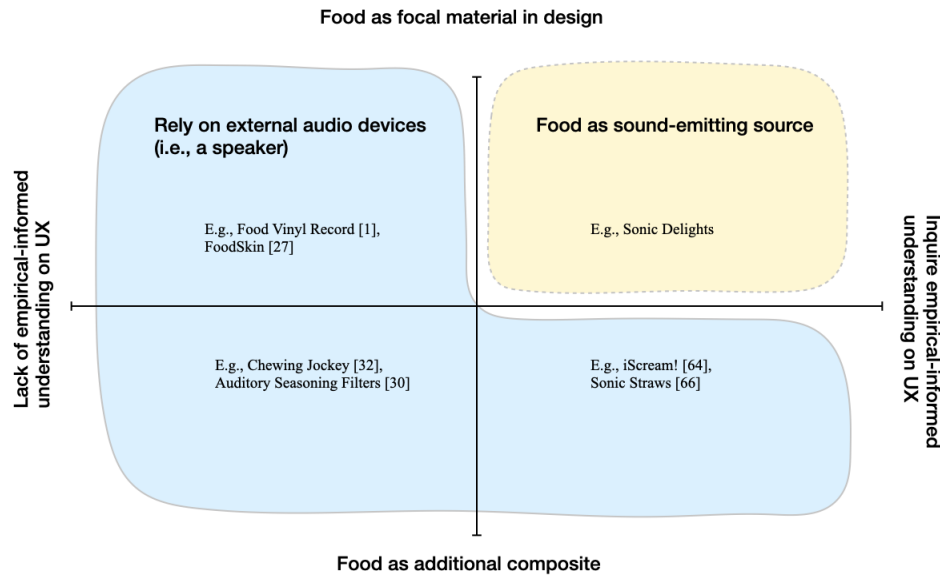 Food as focal material in design
Rely on external audio devices
(i.e., a speaker)
Food as sound-emitting source
E.g., Food Vinyl Record [1],
FoodSkin [27]
E.g., Sonic Delights
Lack of empirical-informed
understanding on UX
Inquire empirical-informed
understanding on UX
E.g., Chewing Jockey [32],
Auditory Seasoning Filters [30]
E.g., iScream! [64],
Sonic Straws [66]
Food as additional composite